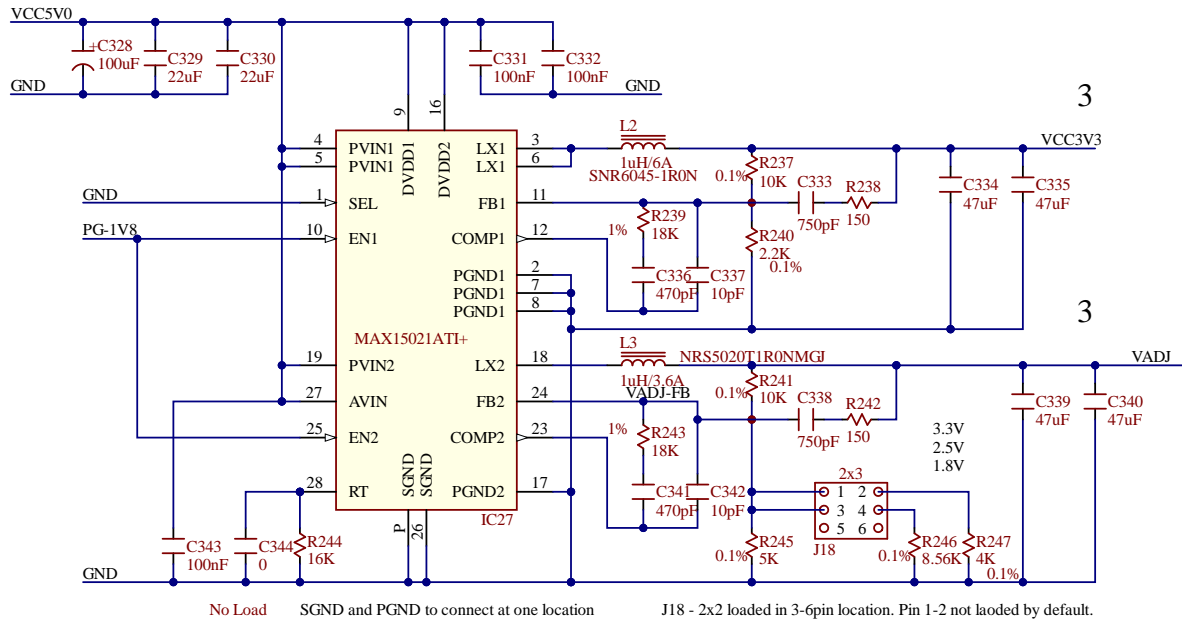 VCC5V0
+C328
100uF
C329
22uF
C330
22uF
C331
100nF
C332
100nF
GND
GND
3
9
16
DVDD1
DVDD2
4
PVIN1
5
PVIN1
1
SEL
GND
PG-1V8
10
EN1
3
LX1
6
LX1
11
FB1
12
COMP1
2
PGND1
7
PGND1
8
PGND1
MAX15021ATI+
L2
1uH/6A
SNR6045-1R0N
VCC3V3
R237
0.1%
10K
C333
750pF
R238
150
C334
47uF
C335
47uF
R239
1%
18K
R240
2.2K
0.1%
C336
470pF
C337
10pF
3
19
PVIN2
27
AVIN
25
EN2
28
RT
18
LX2
24
FB2
23
COMP2
17
PGND2
SGND
SGND
P
26
IC27
L3
NRS5020T1R0NMGJ
1uH/3.6A
VADJ
VADJ-FB
R241
0.1%
10K
C338
750pF
R242
150
C339
47uF
C340
47uF
R243
1%
18K
C341
470pF
C342
10pF
3.3V
2.5V
1.8V
2x3
1 2
3 4
5 6
J18
R245
0.1%
5K
R246
0.1%
8.56K
R247
4K
0.1%
C343
100nF
C344
0
R244
16K
GND
No Load
SGND and PGND to connect at one location
J18 - 2x2 loaded in 3-6pin location. Pin 1-2 not laoded by default.